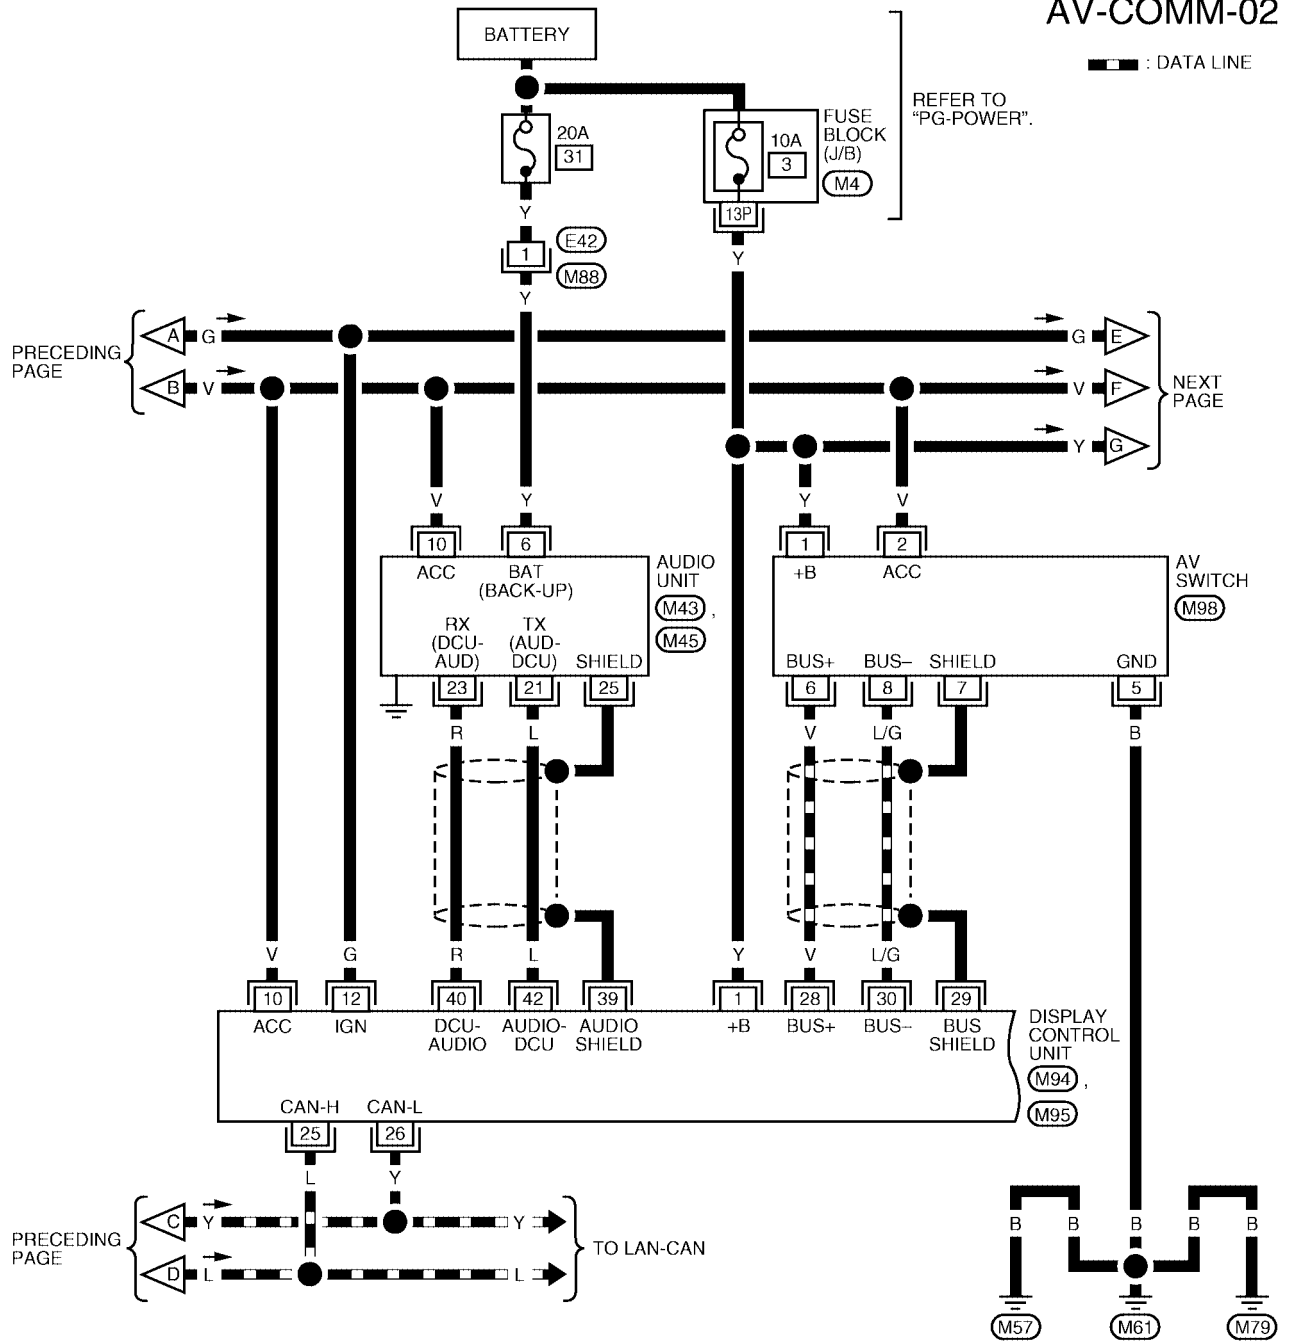 AV-COMM-02
BATTERY
: DATA LINE
REFER TO
"PG-POWER".
20A
31
10A
3
FUSE
BLOCK
(J/B)
M4
13P
Y
Y
1
E42
M88
Y
PRECEDING
PAGE
A G
B V
G E
V F
Y G
NEXT
PAGE
V
Y
Y
V
10
6
1
2
ACC
BAT
(BACK-UP)
+B
ACC
AUDIO
UNIT
M43 ,
M45
AV
SWITCH
M98
RX
(DCU-
AUD)
TX
(AUD-
DCU)
SHIELD
BUS+
BUS–
SHIELD
GND
23
21
25
6
8
7
5
R
L
V
L/G
B
V
G
R
L
Y
V
L/G
10
12
40
42
39
1
28
30
29
ACC
IGN
DCU-
AUDIO
AUDIO-
DCU
AUDIO
SHIELD
+B
BUS+
BUS–
BUS
SHIELD
DISPLAY
CONTROL
UNIT
M94 ,
M95
CAN-H
CAN-L
25
26
L
Y
PRECEDING
PAGE
C Y
D L
Y
L
TO LAN-CAN
B
B
B
B
B
M57
M61
M79